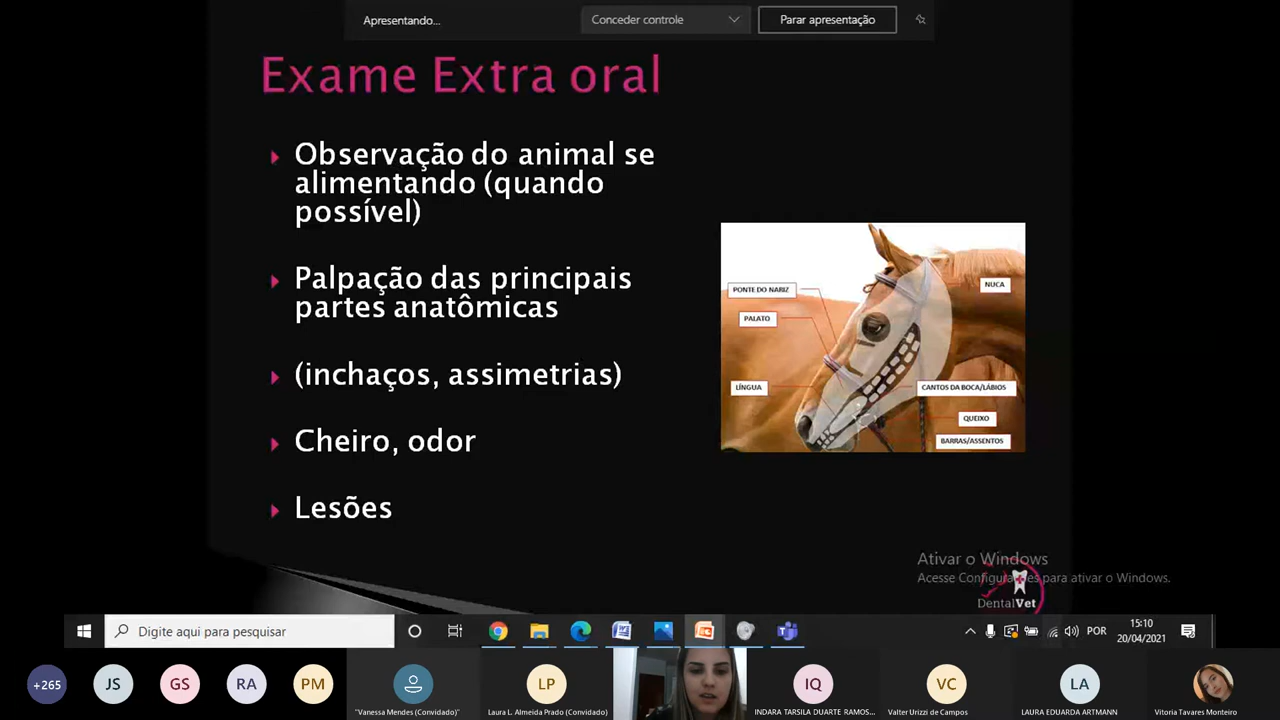 Apresentando...
Conceder controle
Parar apresentação
Exame Extra oral
Observação do animal se
alimentando (quando
possível)
Palpação das principais
partes anatômicas
(inchaços, assimetrias)
Cheiro, odor
Lesões
PONTE DO NARIZ
NUCA
PALATO
LÍNGUA
CANTOS DA BOCA/LÁBIOS
QUEIXO
BARRAS/ASSENTOS
Ativar o Windows
Acesse Configurações para ativar o Windows.
DentalVet
Digite aqui para pesquisar
POR
15:10
20/04/2021
+265
JS
GS
RA
PM
"Vanessa Mendes (Convidado)"
LP
Laura L. Almeida Prado (Convidado)
IQ
INDARA TARSILA DUARTE RAMOS...
VC
Valter Urizzi de Campos
LA
LAURA EDUARDA ARTMANN
Vitoria Tavares Monteiro